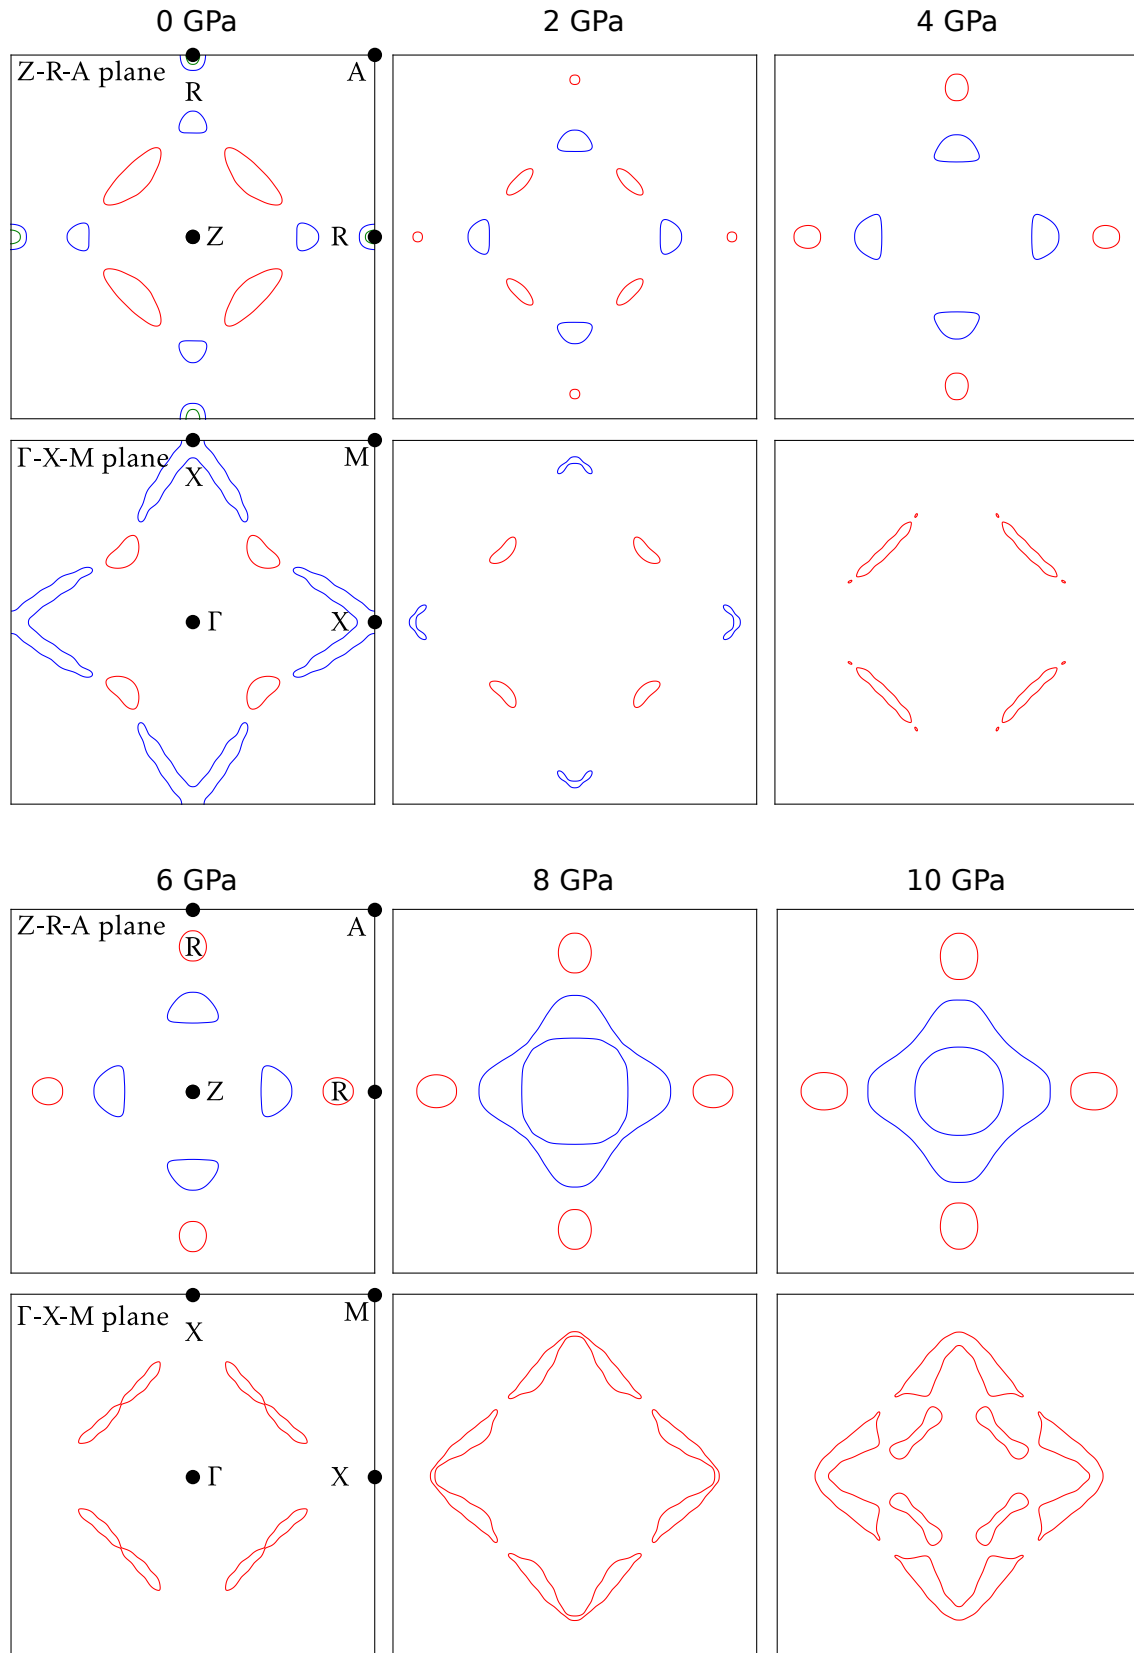 0 GPa 2 GPa 4 GPa
Z-R-A plane A
R
Z R
Γ-X-M plane M
X
Γ X
6 GPa 8 GPa 10 GPa
Z-R-A plane A
R
Z R
Γ-X-M plane M
X
Γ X